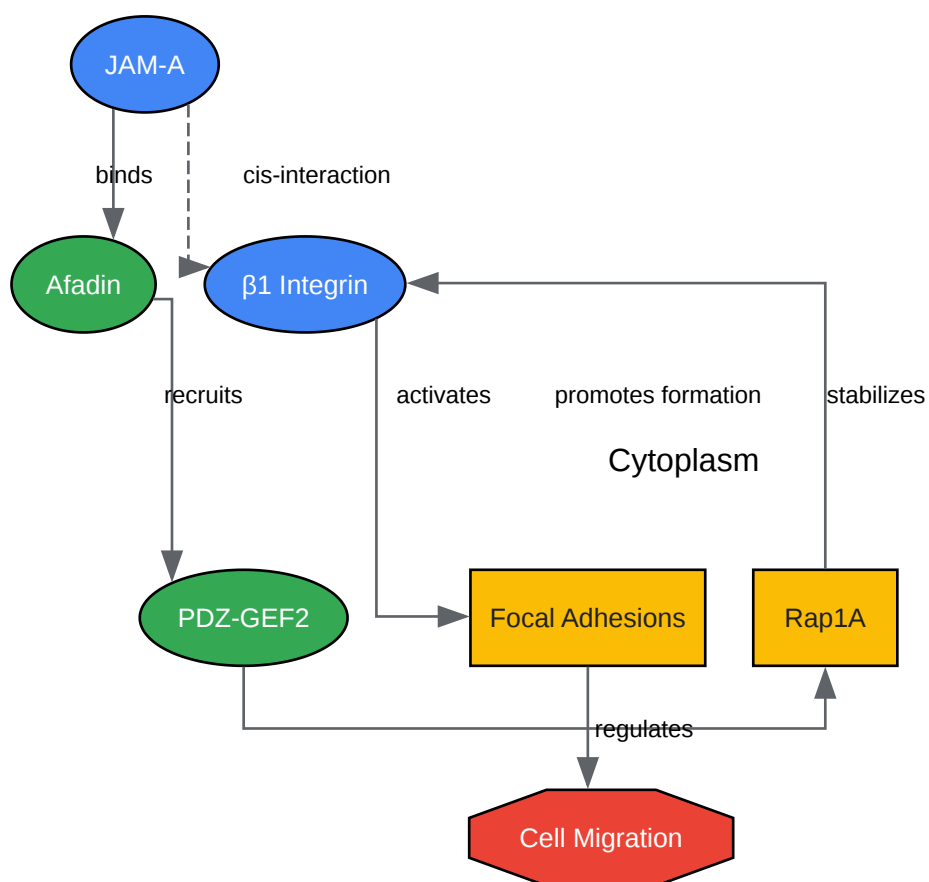 JAM-A
binds
cis-interaction
Afadin
β1 Integrin
recruits
activates
promotes formation
stabilizes
Cytoplasm
PDZ-GEF2
Focal Adhesions
Rap1A
regulates
Cell Migration